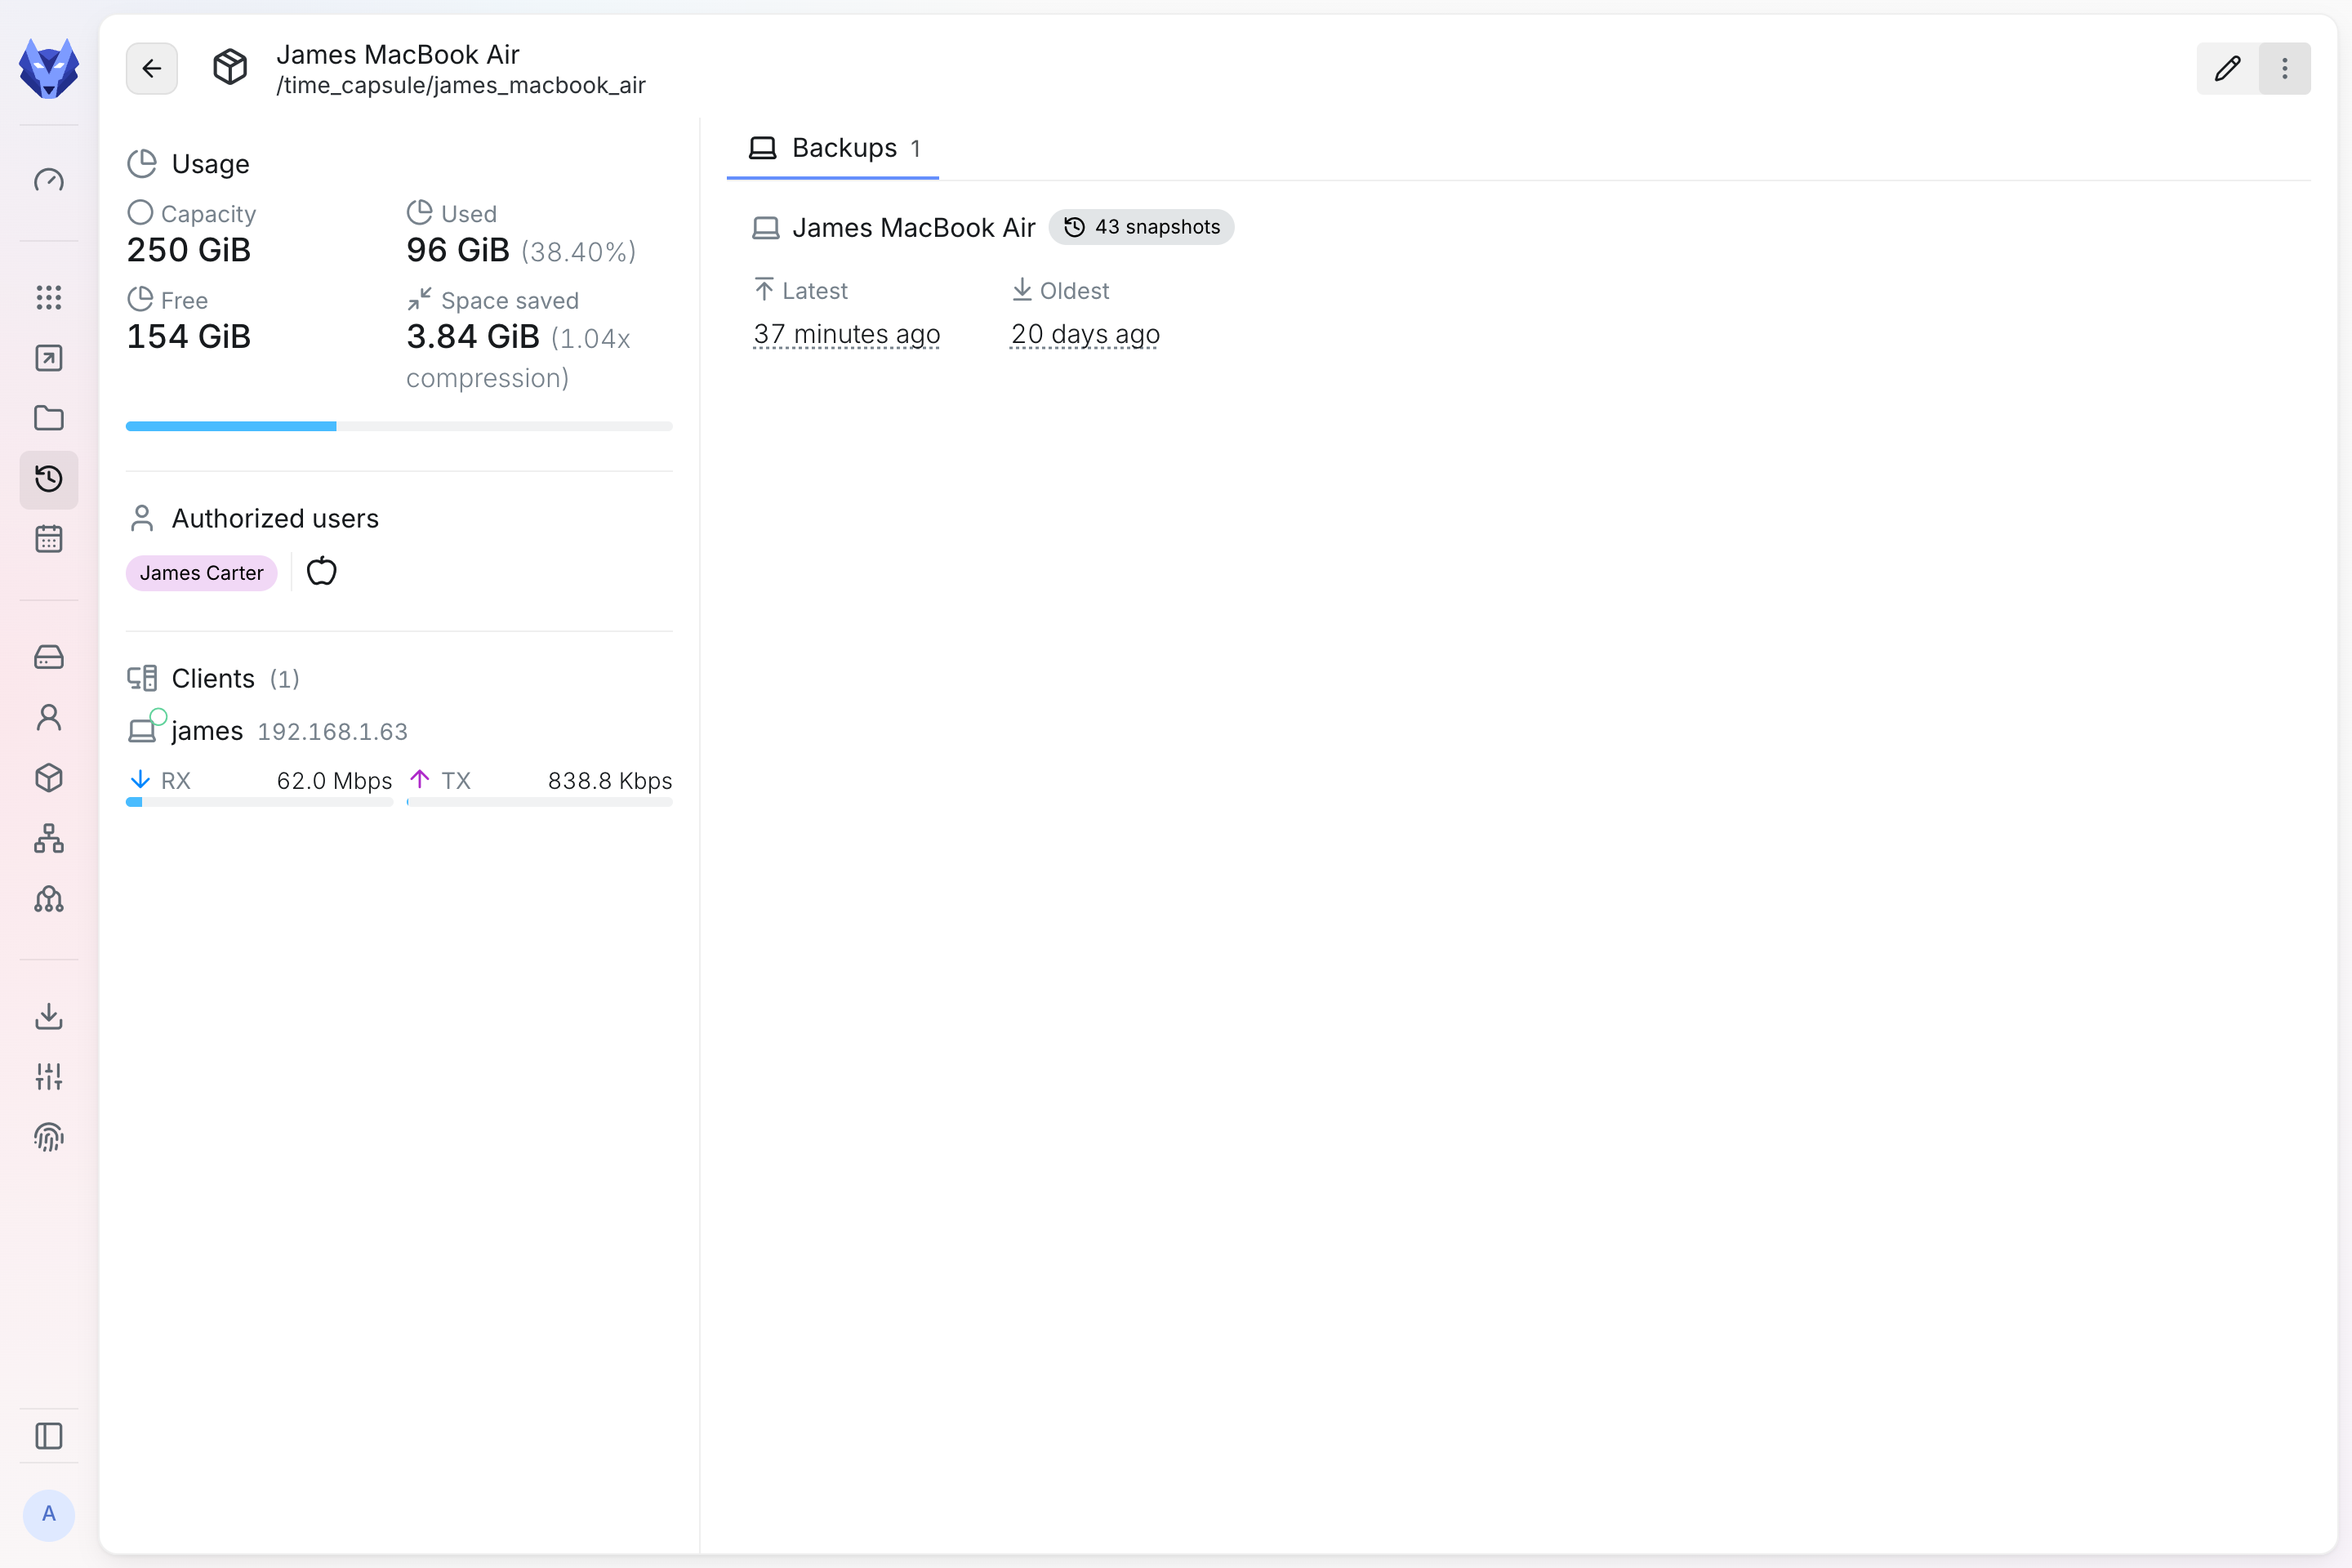 James MacBook Air
/time_capsule/james_macbook_air
Usage
Capacity
250 GiB
Used
96 GiB (38.40%)
Free
154 GiB
Space saved
3.84 GiB (1.04x
compression)
Authorized users
James Carter
Clients (1)
james 192.168.1.63
RX 62.0 Mbps
TX 838.8 Kbps
Backups 1
James MacBook Air 43 snapshots
Latest
37 minutes ago
Oldest
20 days ago
A